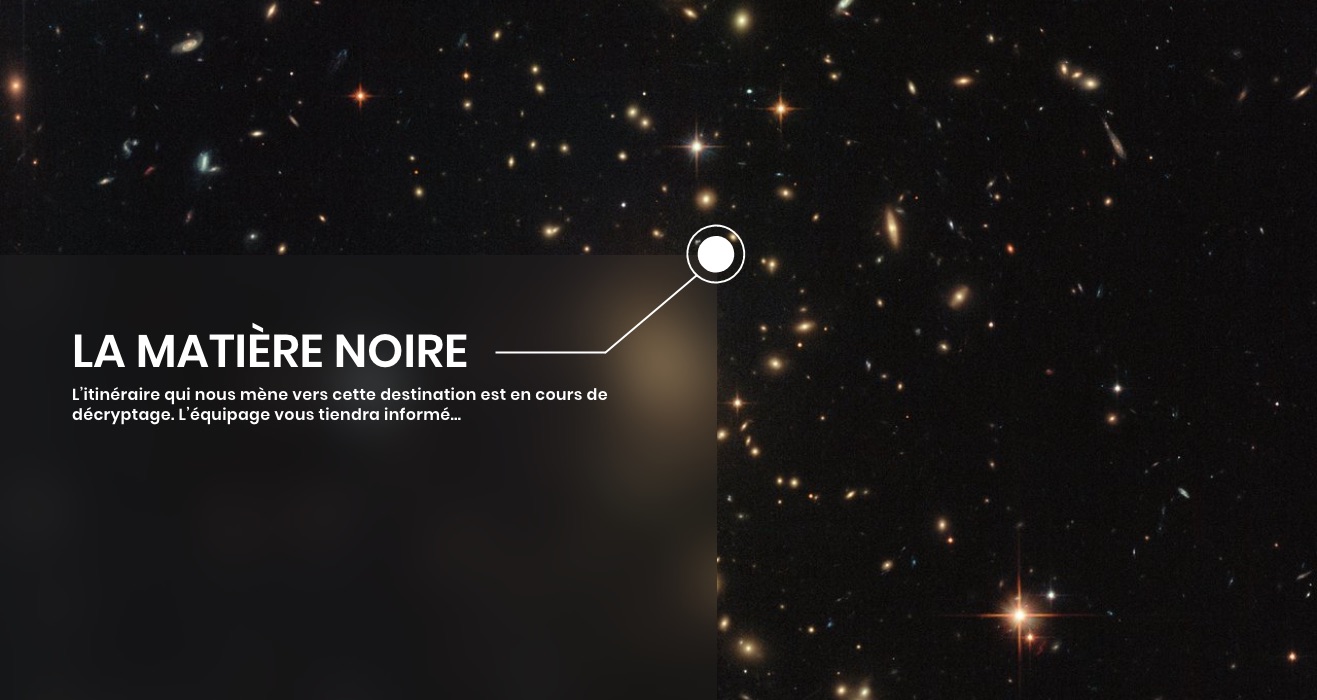 LA MATIÈRE NOIRE
L’itinéraire qui nous mène vers cette destination est en cours de
décryptage. L’équipage vous tiendra informé...